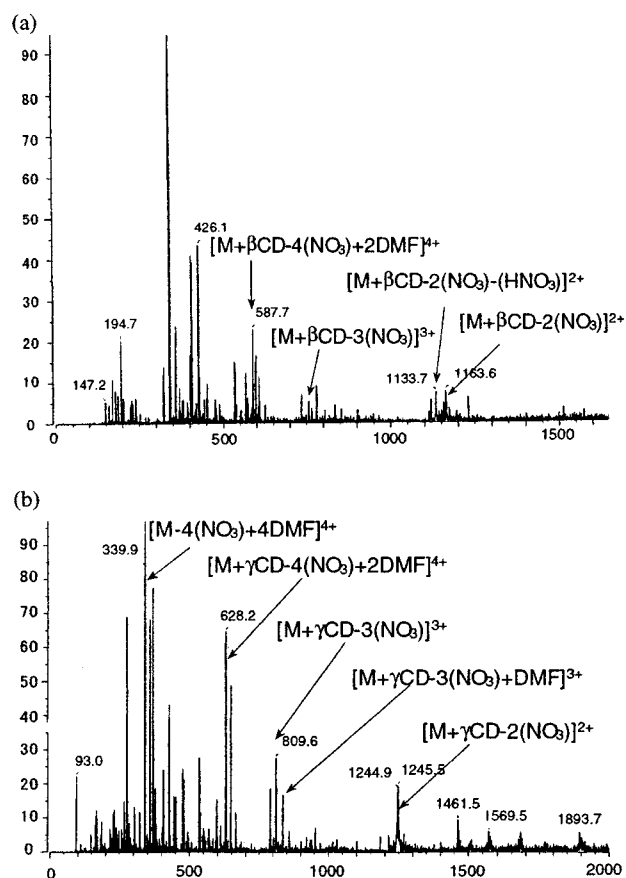 (a)
90
80
70
60
50
40
30
20
10
0
426.1
[M+βCD-4(NO₃)+2DMF]⁴⁺
[M+βCD-2(NO₃)-(HNO₃)]²⁺
194.7
587.7
[M+βCD-3(NO₃)]³⁺
[M+βCD-2(NO₃)]²⁺
147.2
1133.7
1163.6
0 500 1000 1500
(b)
90
80
70
60
50
40
30
20
10
0
[M-4(NO₃)+4DMF]⁴⁺
339.9
[M+γCD-4(NO₃)+2DMF]⁴⁺
628.2
[M+γCD-3(NO₃)]³⁺
[M+γCD-3(NO₃)+DMF]³⁺
809.6
[M+γCD-2(NO₃)]²⁺
93.0
1244.9 1245.5
1461.5
1569.5
1893.7
0 500 1000 1500 2000